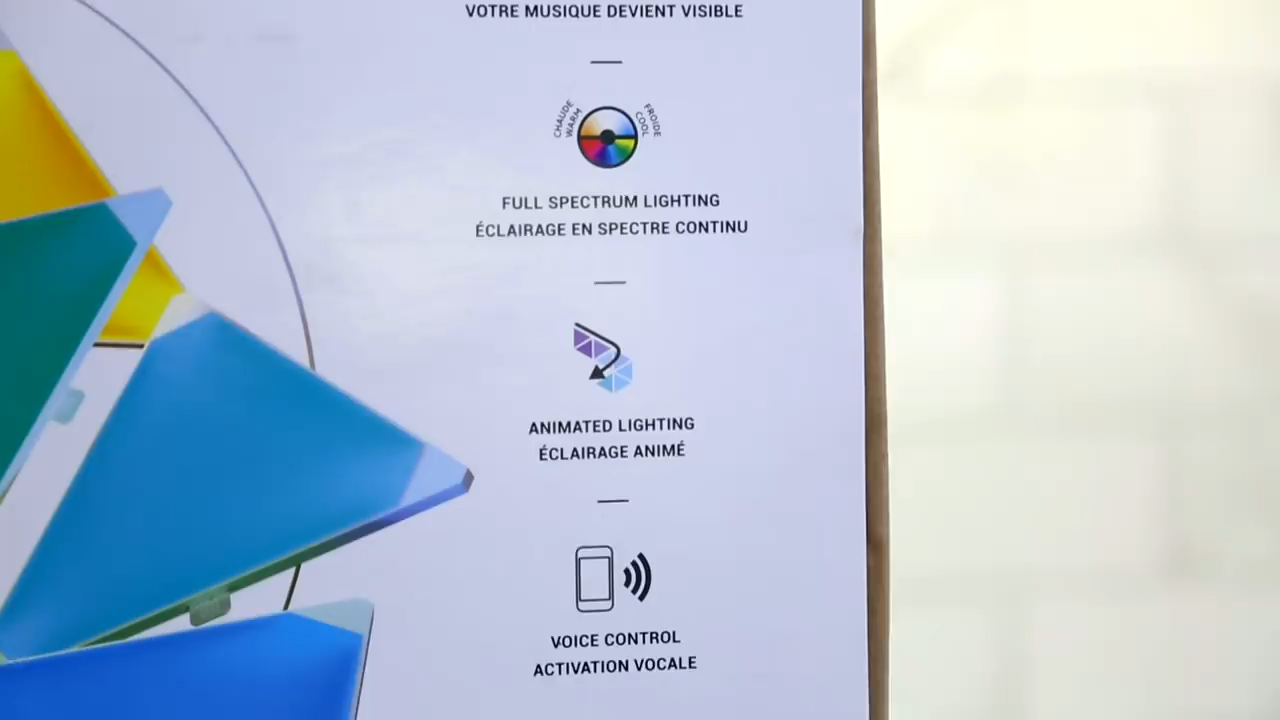 VOTRE MUSIQUE DEVIENT VISIBLE
CHAUDE
WARM
FROIDE
COOL
FULL SPECTRUM LIGHTING
ÉCLAIRAGE EN SPECTRE CONTINU
ANIMATED LIGHTING
ÉCLAIRAGE ANIMÉ
VOICE CONTROL
ACTIVATION VOCALE